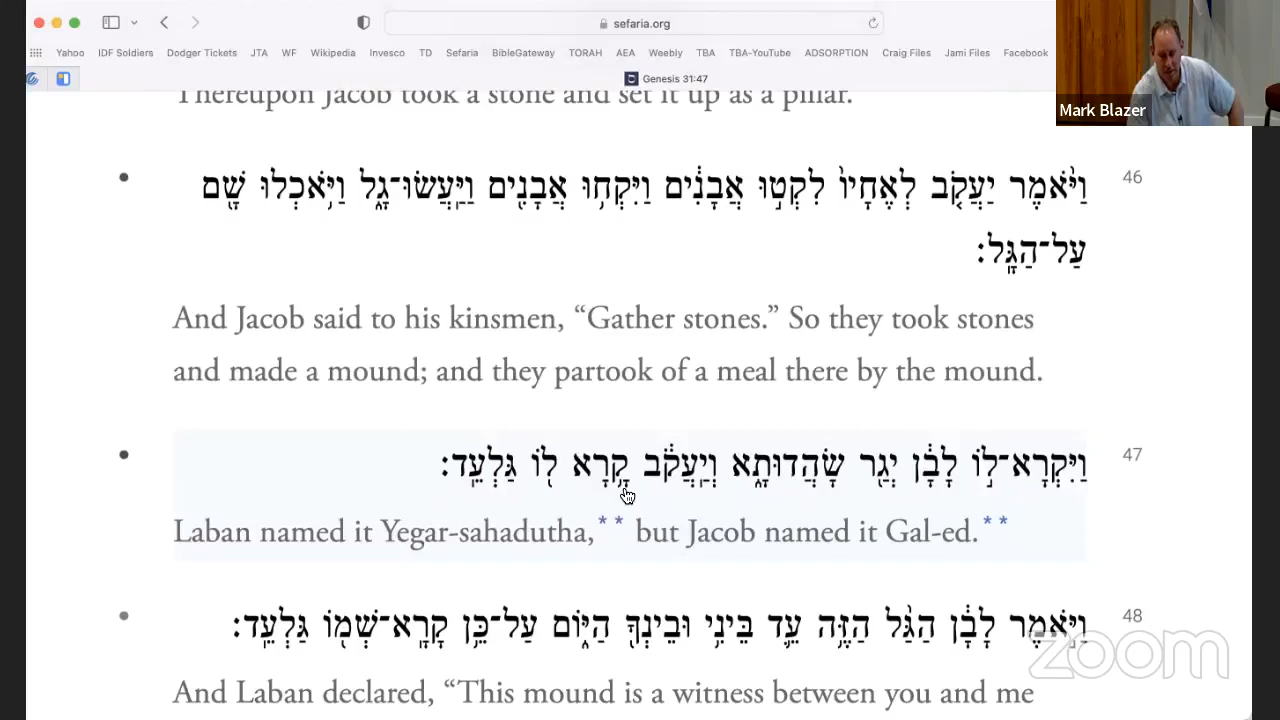 sefaria.org
Yahoo IDF Soldiers Dodger Tickets JTA WF Wikipedia Invesco TD Sefaria BibleGateway TORAH AEA Weebly TBA TBA-YouTube ADSORPTION Craig Files Jami Files Facebook
Genesis 31:47
Mark Blazer
Thereupon Jacob took a stone and set it up as a pillar.
46
וַיֹּ֨אמֶר יַעֲקֹ֤ב לְאֶחָיו֙ לִקְט֣וּ אֲבָנִ֔ים וַיִּקְח֥וּ אֲבָנִ֖ים וַיַּֽעֲשׂוּ־גָ֑ל וַיֹּ֥אכְלוּ שָׁ֖ם
עַל־הַגָּֽל׃
And Jacob said to his kinsmen, “Gather stones.” So they took stones
and made a mound; and they partook of a meal there by the mound.
47
וַיִּקְרָא־ל֣וֹ לָבָ֔ן יְגַ֖ר שָׂהֲדוּתָ֑א וְיַֽעֲקֹ֔ב קָ֥רָא ל֖וֹ גַּלְעֵֽד׃
Laban named it Yegar-sahadutha,** but Jacob named it Gal-ed.**
48
וַיֹּ֣אמֶר לָבָ֔ן הַגַּ֨ל הַזֶּ֥ה עֵ֛ד בֵּינִ֥י וּבֵינְךָ֖ הַיּ֑וֹם עַל־כֵּ֥ן קָרָֽא־שְׁמ֖וֹ גַּלְעֵֽד׃
And Laban declared, “This mound is a witness between you and me
zoom